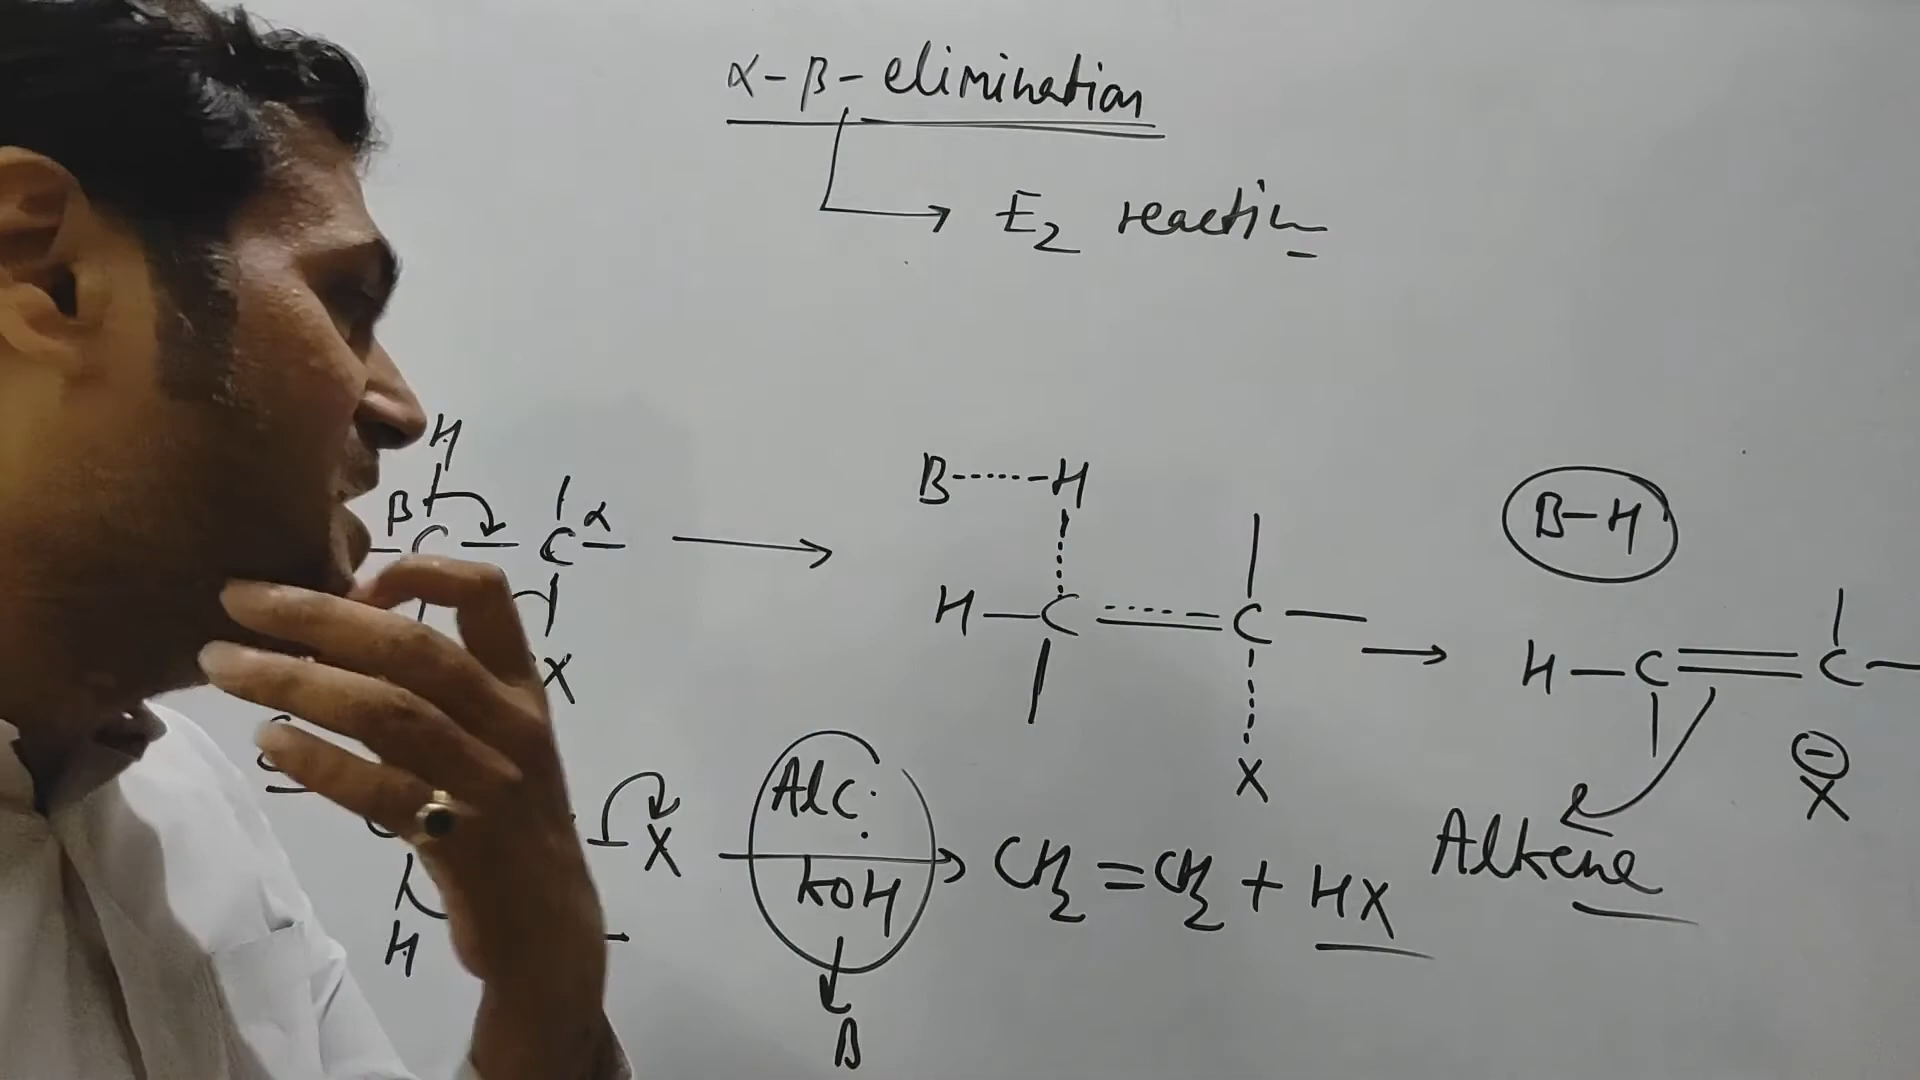 α-β-elimination
E2 reaction
H
β C - C α
X
B-----H
H-C=====C-
X
B-H
H-C=C-
⊖
X
Alkene
X
H
Alc.
KOH
B
CH2=CH2 + HX